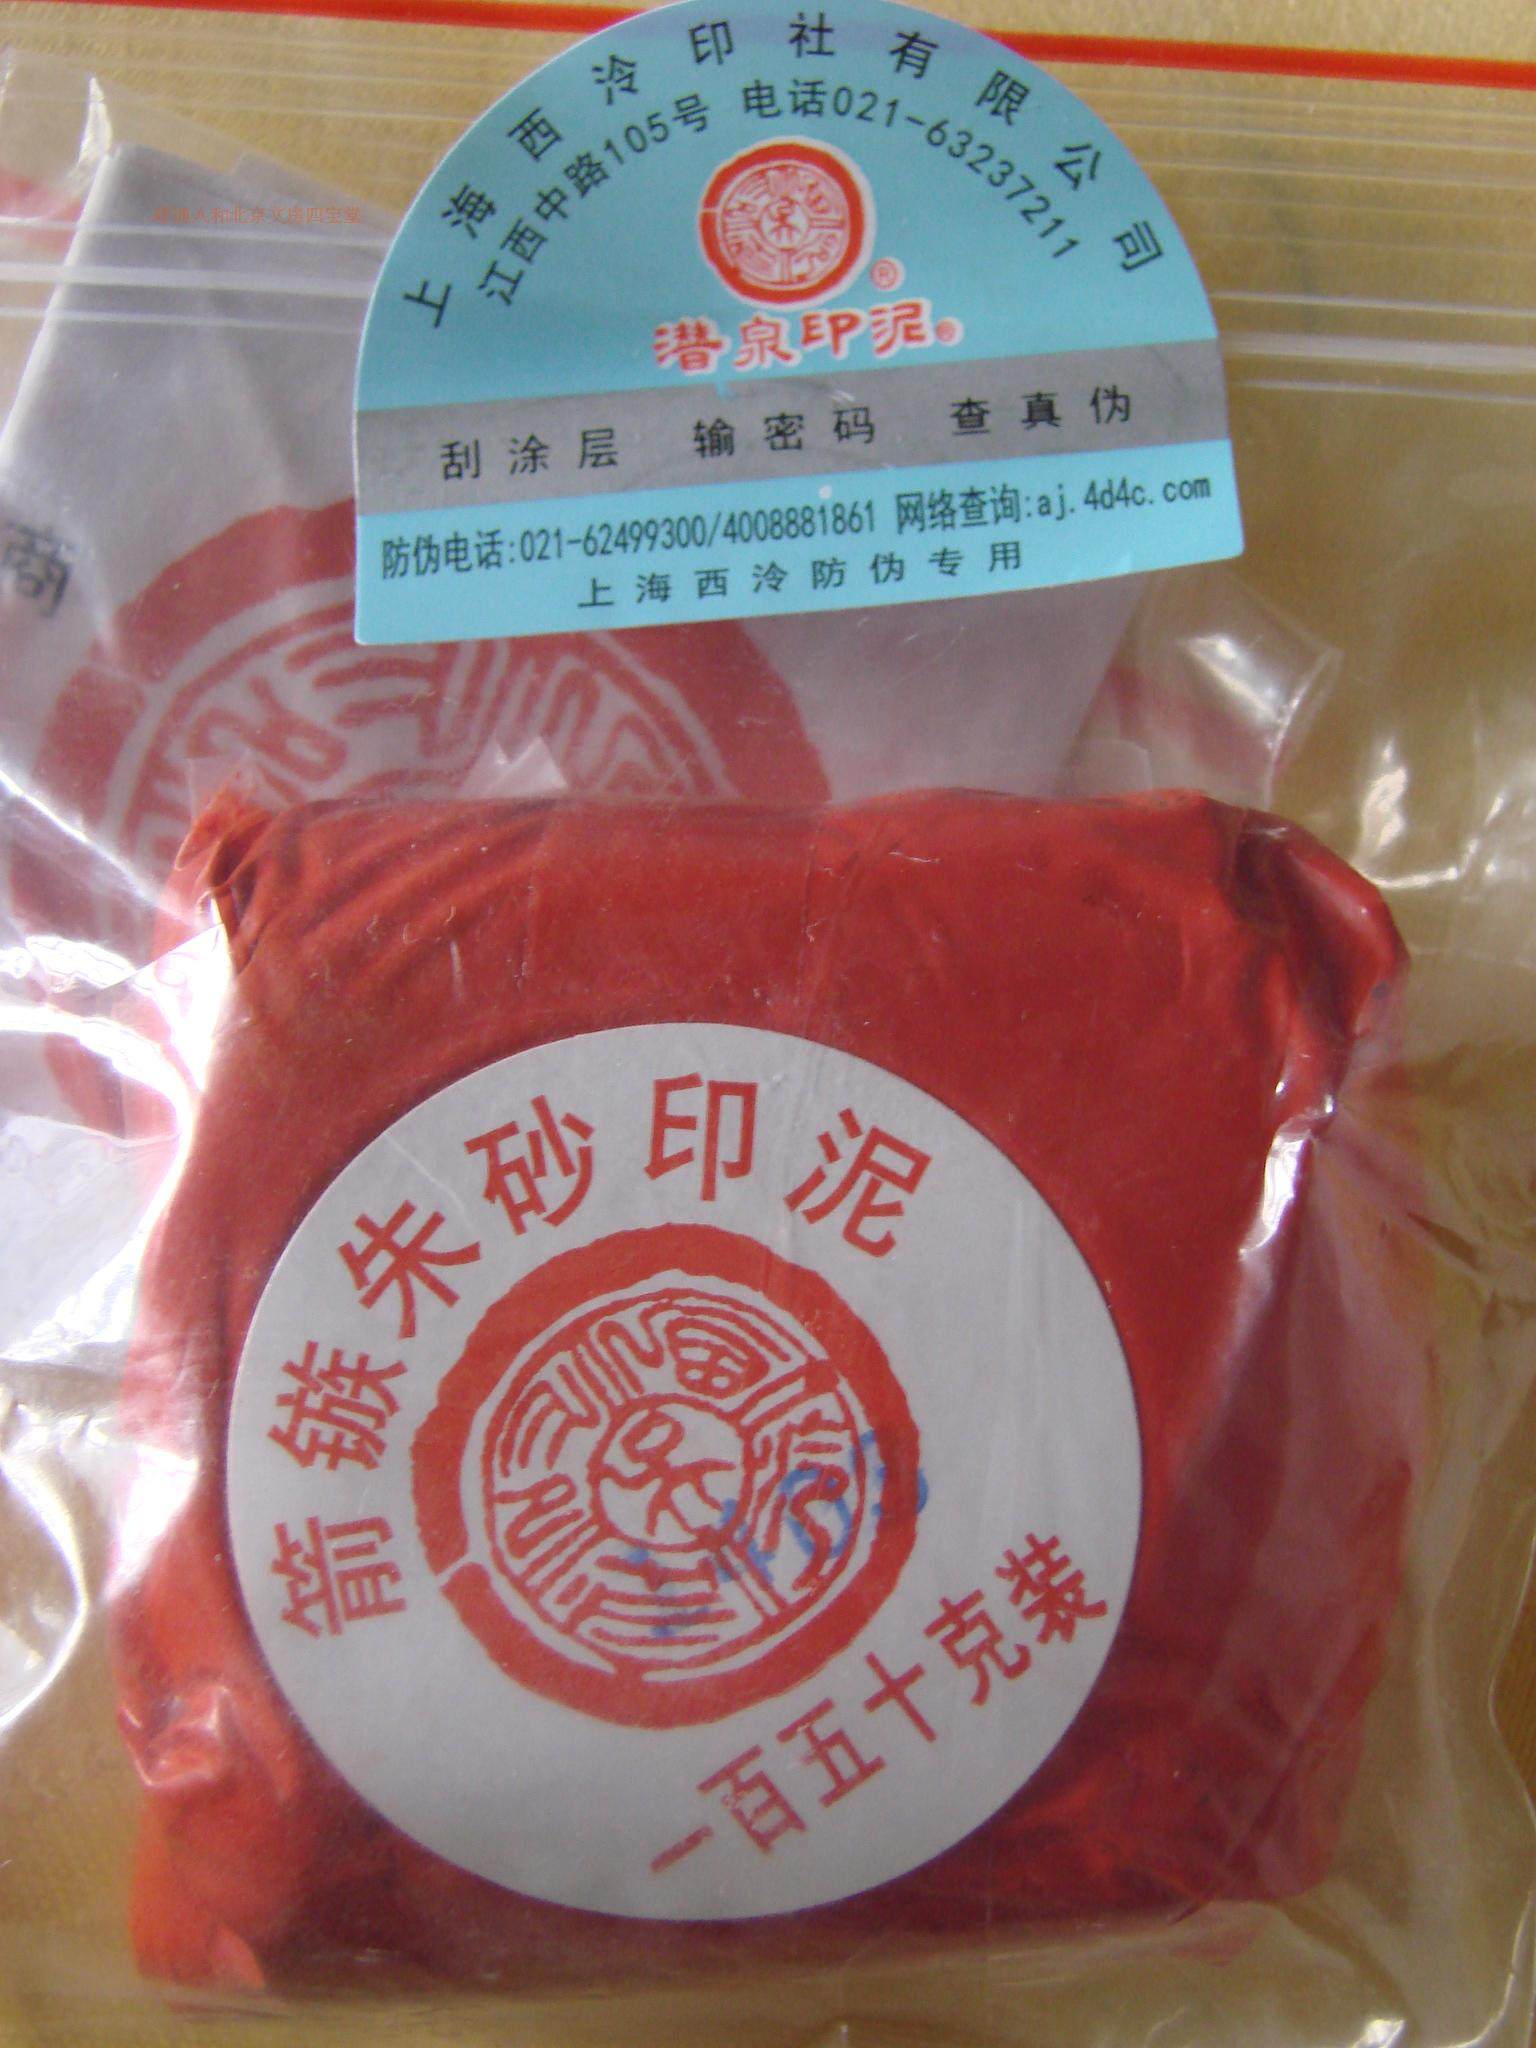 上海西泠印社有限公司
江西中路105号 电话021-63237211
潜泉印泥
刮涂层 输密码 查真伪
防伪电话:021-62499300/4008881861 网络查询:aj.4d4c.com
上海西泠防伪专用
商
箭镞朱砂印泥
一百五十克装